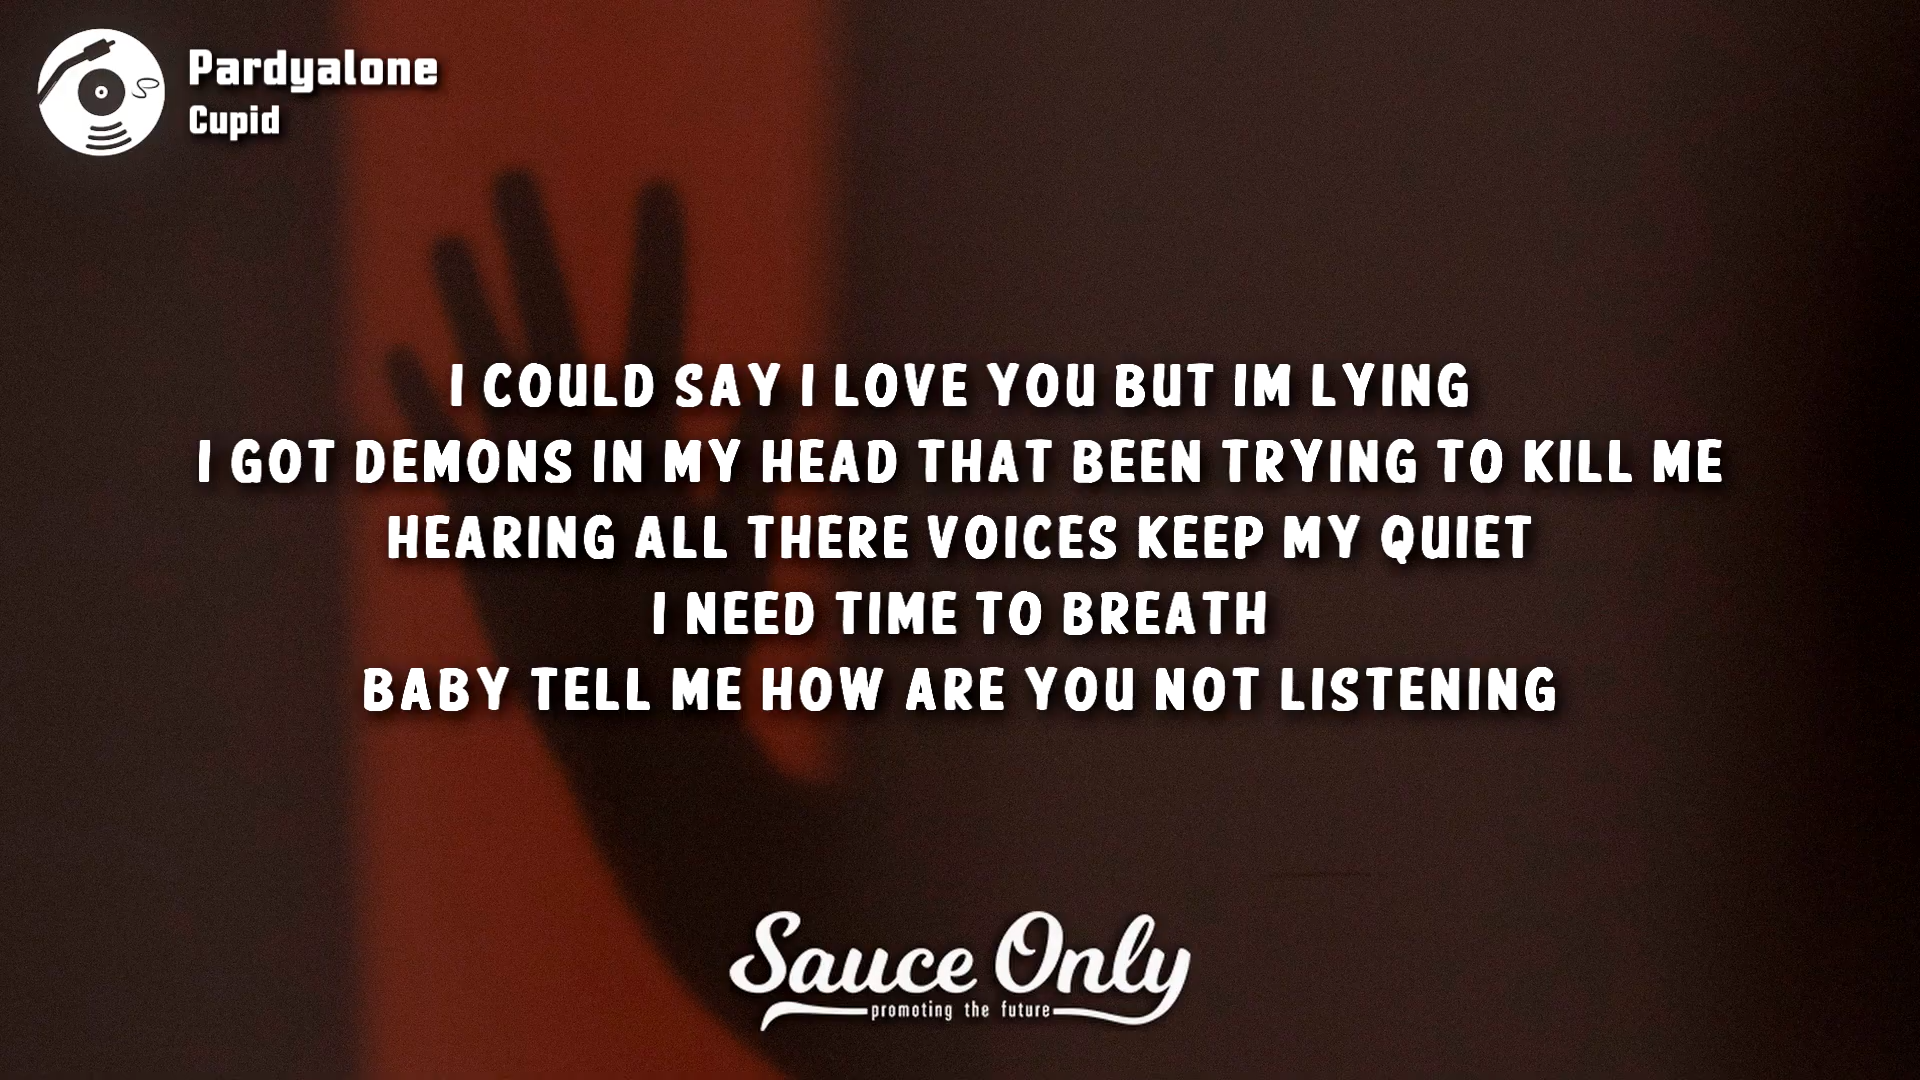 Pardyalone
Cupid
I COULD SAY I LOVE YOU BUT IM LYING
I GOT DEMONS IN MY HEAD THAT BEEN TRYING TO KILL ME
HEARING ALL THERE VOICES KEEP MY QUIET
I NEED TIME TO BREATH
BABY TELL ME HOW ARE YOU NOT LISTENING
Sauce Only
promoting the future